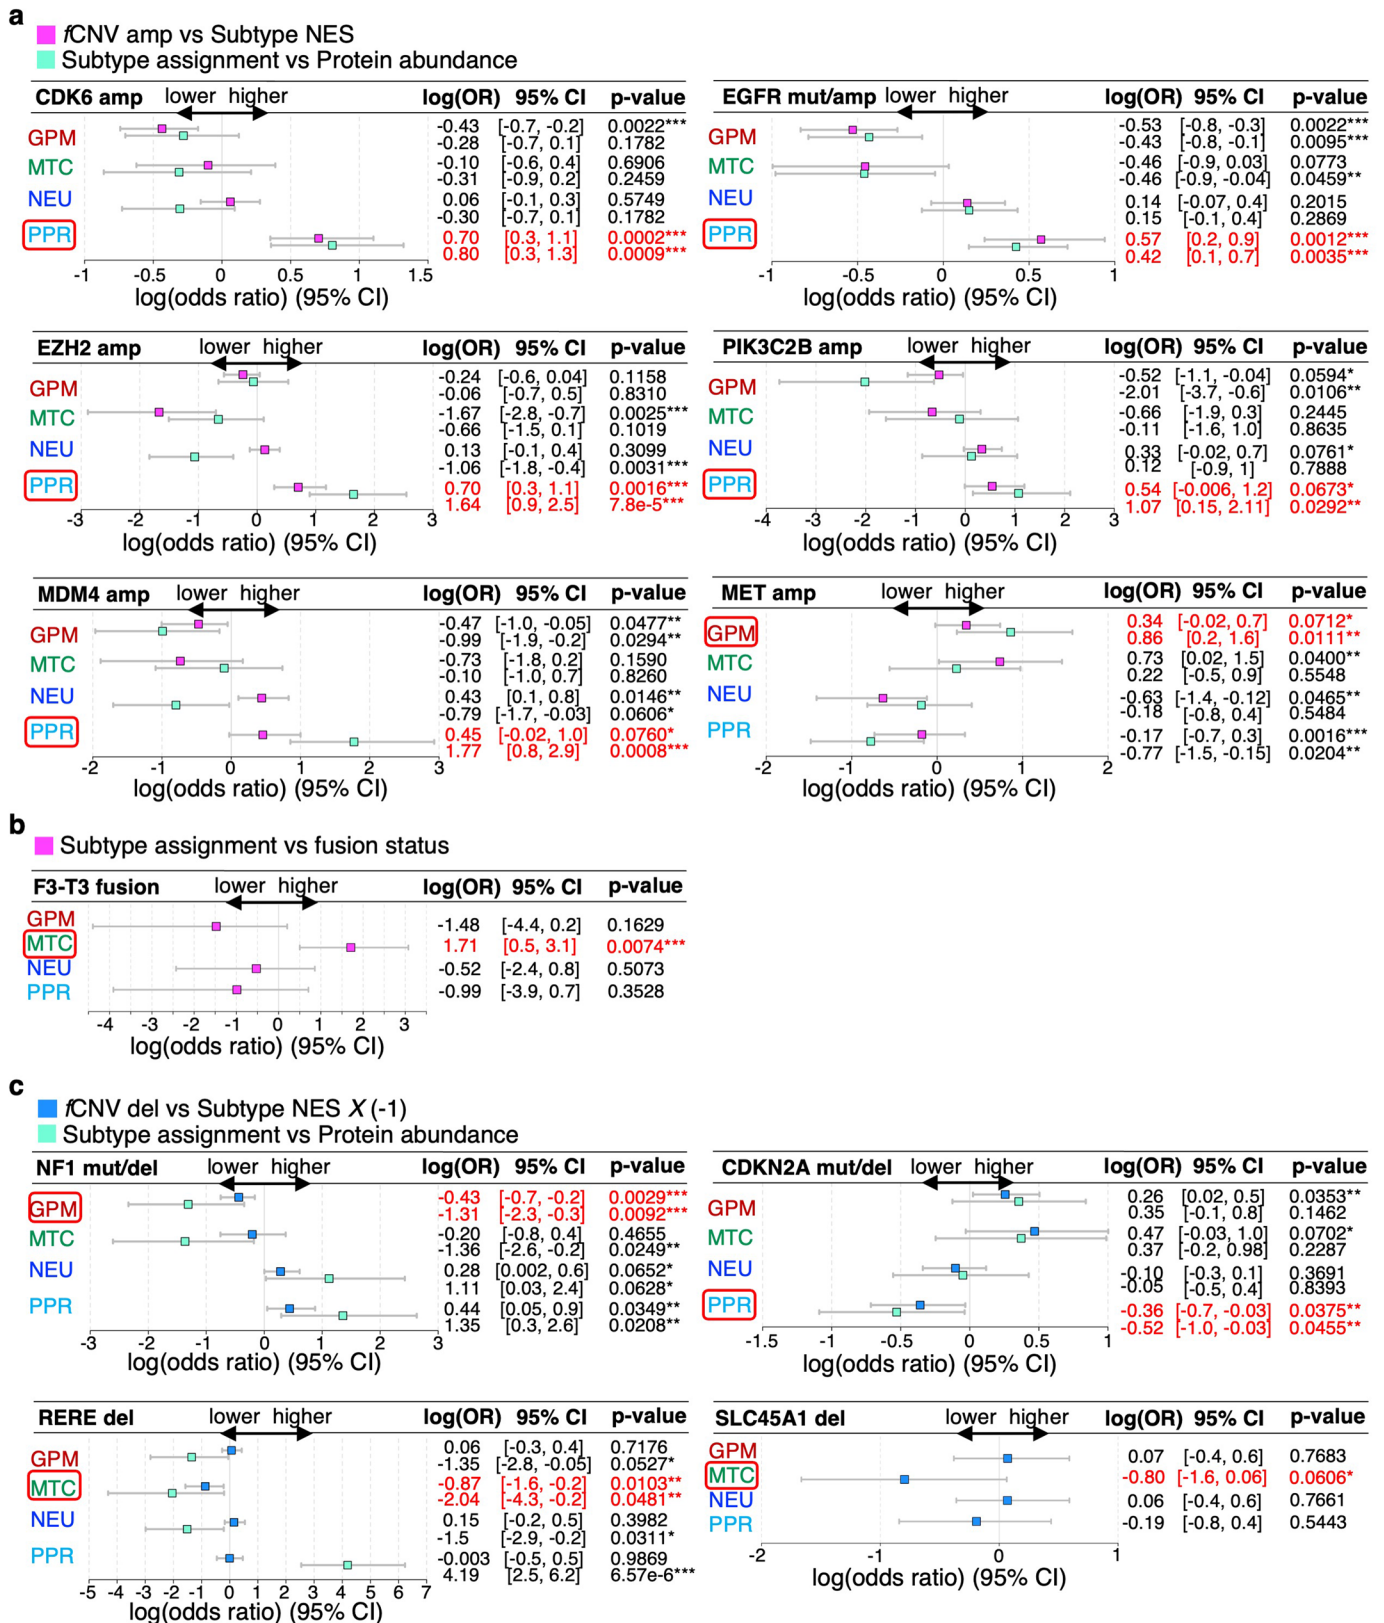 a
fCNV amp vs Subtype NES
Subtype assignment vs Protein abundance
CDK6 amp lower higher log(OR) 95% CI p-value
GPM -0.43 [-0.7, -0.2] 0.0022***
-0.28 [-0.7, 0.1] 0.1782
MTC -0.10 [-0.6, 0.4] 0.6906
-0.31 [-0.9, 0.2] 0.2459
NEU 0.06 [-0.1, 0.3] 0.5749
-0.30 [-0.7, 0.1] 0.1782
PPR 0.70 [0.3, 1.1] 0.0002***
0.80 [0.3, 1.3] 0.0009***
-1 -0.5 0 0.5 1 1.5
log(odds ratio) (95% CI)
EGFR mut/amp lower higher log(OR) 95% CI p-value
GPM -0.53 [-0.8, -0.3] 0.0022***
-0.43 [-0.8, -0.1] 0.0095***
MTC -0.46 [-0.9, 0.03] 0.0773
-0.46 [-0.9, -0.04] 0.0459**
NEU 0.14 [-0.07, 0.4] 0.2015
0.15 [-0.1, 0.4] 0.2869
PPR 0.57 [0.2, 0.9] 0.0012***
0.42 [0.1, 0.7] 0.0035***
-1 -0.5 0 0.5 1
log(odds ratio) (95% CI)
EZH2 amp lower higher log(OR) 95% CI p-value
GPM -0.24 [-0.6, 0.04] 0.1158
-0.06 [-0.7, 0.5] 0.8310
MTC -1.67 [-2.8, -0.7] 0.0025***
-0.66 [-1.5, 0.1] 0.1019
NEU 0.13 [-0.1, 0.4] 0.3099
-1.06 [-1.8, -0.4] 0.0031***
PPR 0.70 [0.3, 1.1] 0.0016***
1.64 [0.9, 2.5] 7.8e-5***
-3 -2 -1 0 1 2 3
log(odds ratio) (95% CI)
PIK3C2B amp lower higher log(OR) 95% CI p-value
GPM -0.52 [-1.1, -0.04] 0.0594*
-2.01 [-3.7, -0.6] 0.0106**
MTC -0.66 [-1.9, 0.3] 0.2445
-0.11 [-1.6, 1.0] 0.8635
NEU 0.33 [-0.02, 0.7] 0.0761*
0.12 [-0.9, 1] 0.7888
PPR 0.54 [-0.006, 1.2] 0.0673*
1.07 [0.15, 2.11] 0.0292**
-4 -3 -2 -1 0 1 2 3
log(odds ratio) (95% CI)
MDM4 amp lower higher log(OR) 95% CI p-value
GPM -0.47 [-1.0, -0.05] 0.0477**
-0.99 [-1.9, -0.2] 0.0294**
MTC -0.73 [-1.8, 0.2] 0.1590
-0.10 [-1.0, 0.7] 0.8260
NEU 0.43 [0.1, 0.8] 0.0146**
-0.79 [-1.7, -0.03] 0.0606*
PPR 0.45 [-0.02, 1.0] 0.0760*
1.77 [0.8, 2.9] 0.0008***
-2 -1 0 1 2 3
log(odds ratio) (95% CI)
MET amp lower higher log(OR) 95% CI p-value
GPM 0.34 [-0.02, 0.7] 0.0712*
0.86 [0.2, 1.6] 0.0111**
MTC 0.73 [0.02, 1.5] 0.0400**
0.22 [-0.5, 0.9] 0.5548
NEU -0.63 [-1.4, -0.12] 0.0465**
-0.18 [-0.8, 0.4] 0.5484
PPR -0.17 [-0.7, 0.3] 0.0016***
-0.77 [-1.5, -0.15] 0.0204**
-2 -1 0 1 2
log(odds ratio) (95% CI)
b
Subtype assignment vs fusion status
F3-T3 fusion lower higher log(OR) 95% CI p-value
GPM -1.48 [-4.4, 0.2] 0.1629
MTC 1.71 [0.5, 3.1] 0.0074***
NEU -0.52 [-2.4, 0.8] 0.5073
PPR -0.99 [-3.9, 0.7] 0.3528
-4 -3 -2 -1 0 1 2 3
log(odds ratio) (95% CI)
c
fCNV del vs Subtype NES X (-1)
Subtype assignment vs Protein abundance
NF1 mut/del lower higher log(OR) 95% CI p-value
GPM -0.43 [-0.7, -0.2] 0.0029***
-1.31 [-2.3, -0.3] 0.0092***
MTC -0.20 [-0.8, 0.4] 0.4655
-1.36 [-2.6, -0.2] 0.0249**
NEU 0.28 [0.002, 0.6] 0.0652*
1.11 [0.03, 2.4] 0.0628*
PPR 0.44 [0.05, 0.9] 0.0349**
1.35 [0.3, 2.6] 0.0208**
-3 -2 -1 0 1 2 3
log(odds ratio) (95% CI)
CDKN2A mut/del lower higher log(OR) 95% CI p-value
GPM 0.26 [0.02, 0.5] 0.0353**
0.35 [-0.1, 0.8] 0.1462
MTC 0.47 [-0.03, 1.0] 0.0702*
0.37 [-0.2, 0.98] 0.2287
NEU -0.10 [-0.3, 0.1] 0.3691
-0.05 [-0.5, 0.4] 0.8393
PPR -0.36 [-0.7, -0.03] 0.0375**
-0.52 [-1.0, -0.03] 0.0455**
-1.5 -1 -0.5 0 0.5 1
log(odds ratio) (95% CI)
RERE del lower higher log(OR) 95% CI p-value
GPM 0.06 [-0.3, 0.4] 0.7176
-1.35 [-2.8, -0.05] 0.0527*
MTC -0.87 [-1.6, -0.2] 0.0103**
-2.04 [-4.3, -0.2] 0.0481**
NEU 0.15 [-0.2, 0.5] 0.3982
-1.5 [-2.9, -0.2] 0.0311*
PPR -0.003 [-0.5, 0.5] 0.9869
4.19 [2.5, 6.2] 6.57e-6***
-5 -4 -3 -2 -1 0 1 2 3 4 5 6 7
log(odds ratio) (95% CI)
SLC45A1 del lower higher log(OR) 95% CI p-value
GPM 0.07 [-0.4, 0.6] 0.7683
MTC -0.80 [-1.6, 0.06] 0.0606*
NEU 0.06 [-0.4, 0.6] 0.7661
PPR -0.19 [-0.8, 0.4] 0.5443
-2 -1 0 1
log(odds ratio) (95% CI)